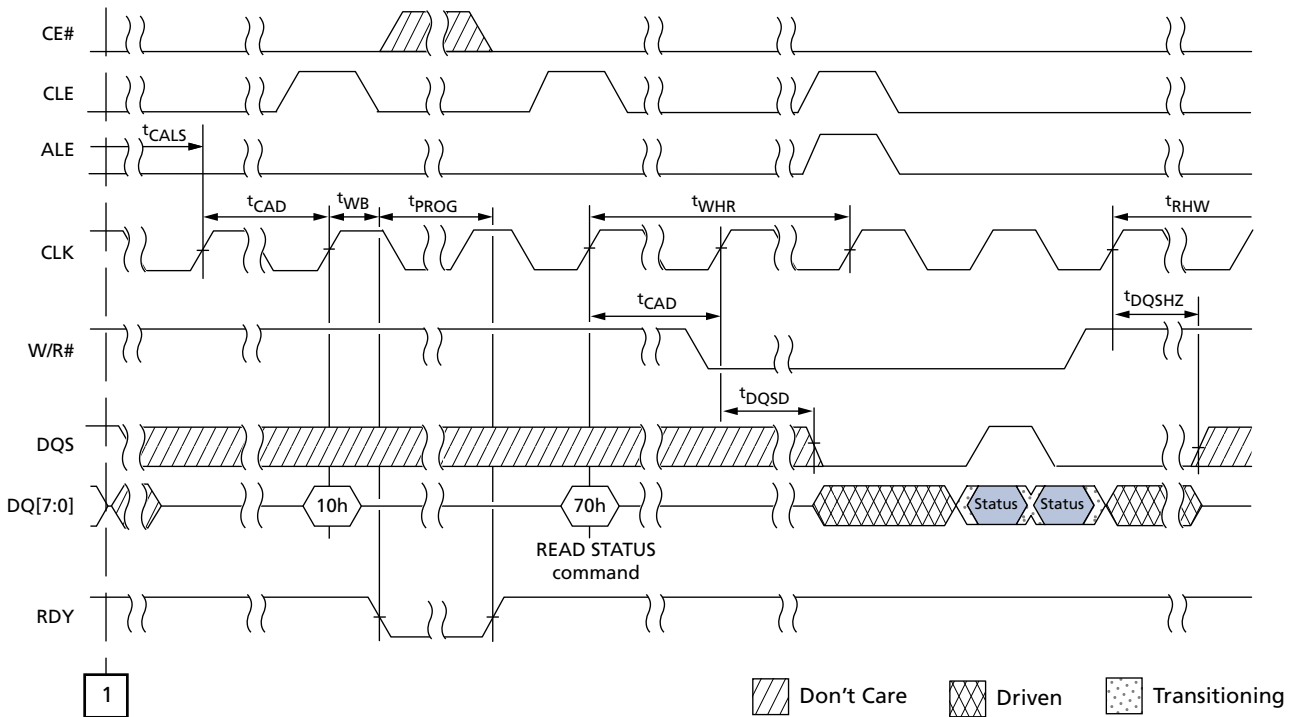 CE#
CLE
tCALS
ALE
tCAD
tWB
tPROG
tWHR
tRHW
CLK
tCAD
tDQSHZ
W/R#
tDQSD
DQS
DQ[7:0]
10h
70h
Status
Status
READ STATUS
command
RDY
1
Don't Care
Driven
Transitioning